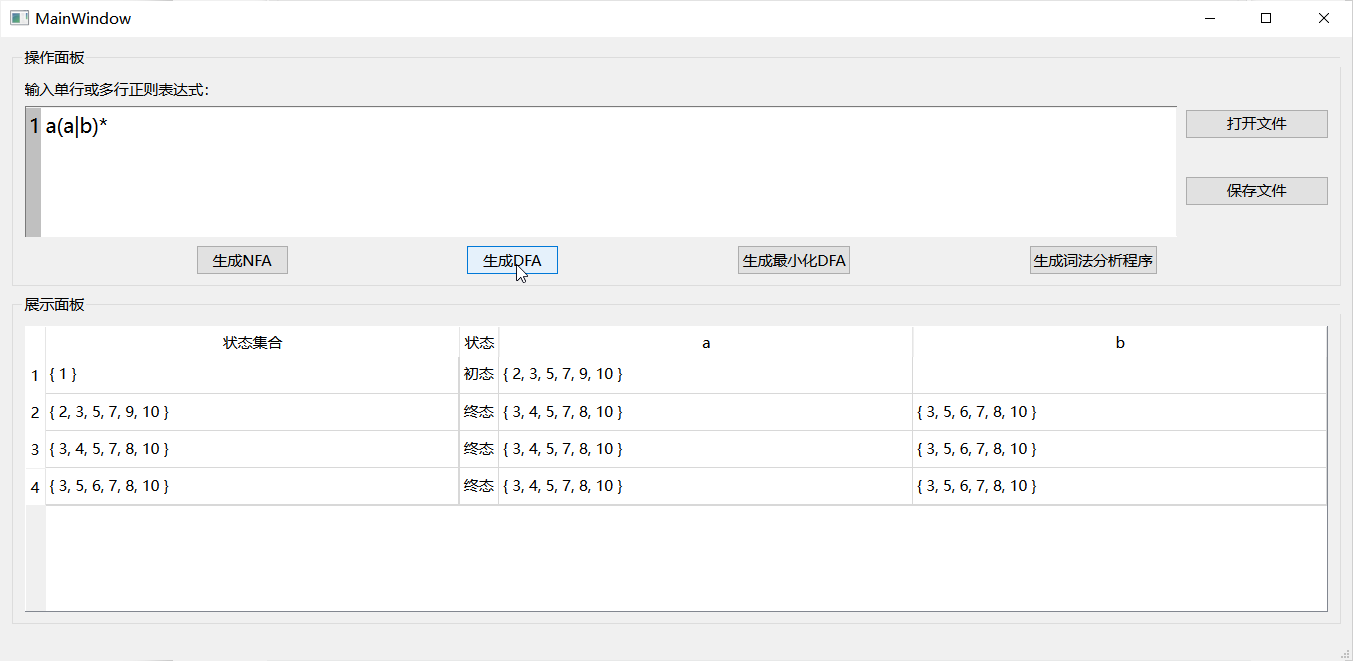 MainWindow
操作面板
输入单行或多行正则表达式：
1 a(a|b)*
打开文件
保存文件
生成NFA 生成DFA 生成最小化DFA 生成词法分析程序
展示面板
状态集合 状态 a b
1 { 1 } 初态 { 2, 3, 5, 7, 9, 10 }
2 { 2, 3, 5, 7, 9, 10 } 终态 { 3, 4, 5, 7, 8, 10 } { 3, 5, 6, 7, 8, 10 }
3 { 3, 4, 5, 7, 8, 10 } 终态 { 3, 4, 5, 7, 8, 10 } { 3, 5, 6, 7, 8, 10 }
4 { 3, 5, 6, 7, 8, 10 } 终态 { 3, 4, 5, 7, 8, 10 } { 3, 5, 6, 7, 8, 10 }